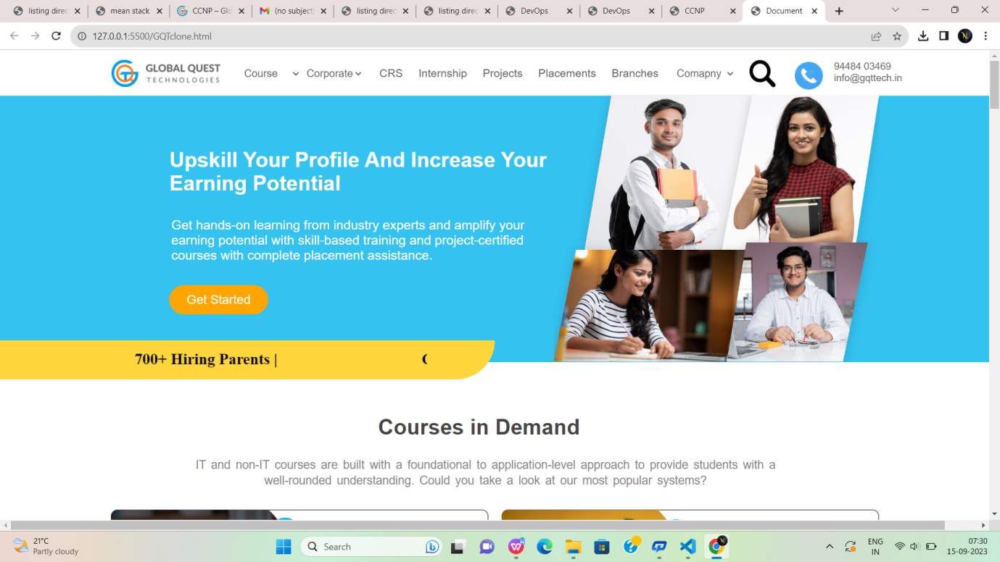 listing direc
mean stack
CCNP – Glo
(no subject)
listing direc
listing direc
DevOps
DevOps
CCNP
Document
127.0.0.1:5500/GQTclone.html
GLOBAL QUEST
TECHNOLOGIES
Course
Corporate
CRS
Internship
Projects
Placements
Branches
Comapny
94484 03469
info@gqttech.in
Upskill Your Profile And Increase Your
Earning Potential
Get hands-on learning from industry experts and amplify your
earning potential with skill-based training and project-certified
courses with complete placement assistance.
Get Started
700+ Hiring Parents |
Courses in Demand
IT and non-IT courses are built with a foundational to application-level approach to provide students with a
well-rounded understanding. Could you take a look at our most popular systems?
21°C
Partly cloudy
Search
ENG
IN
07:30
15-09-2023